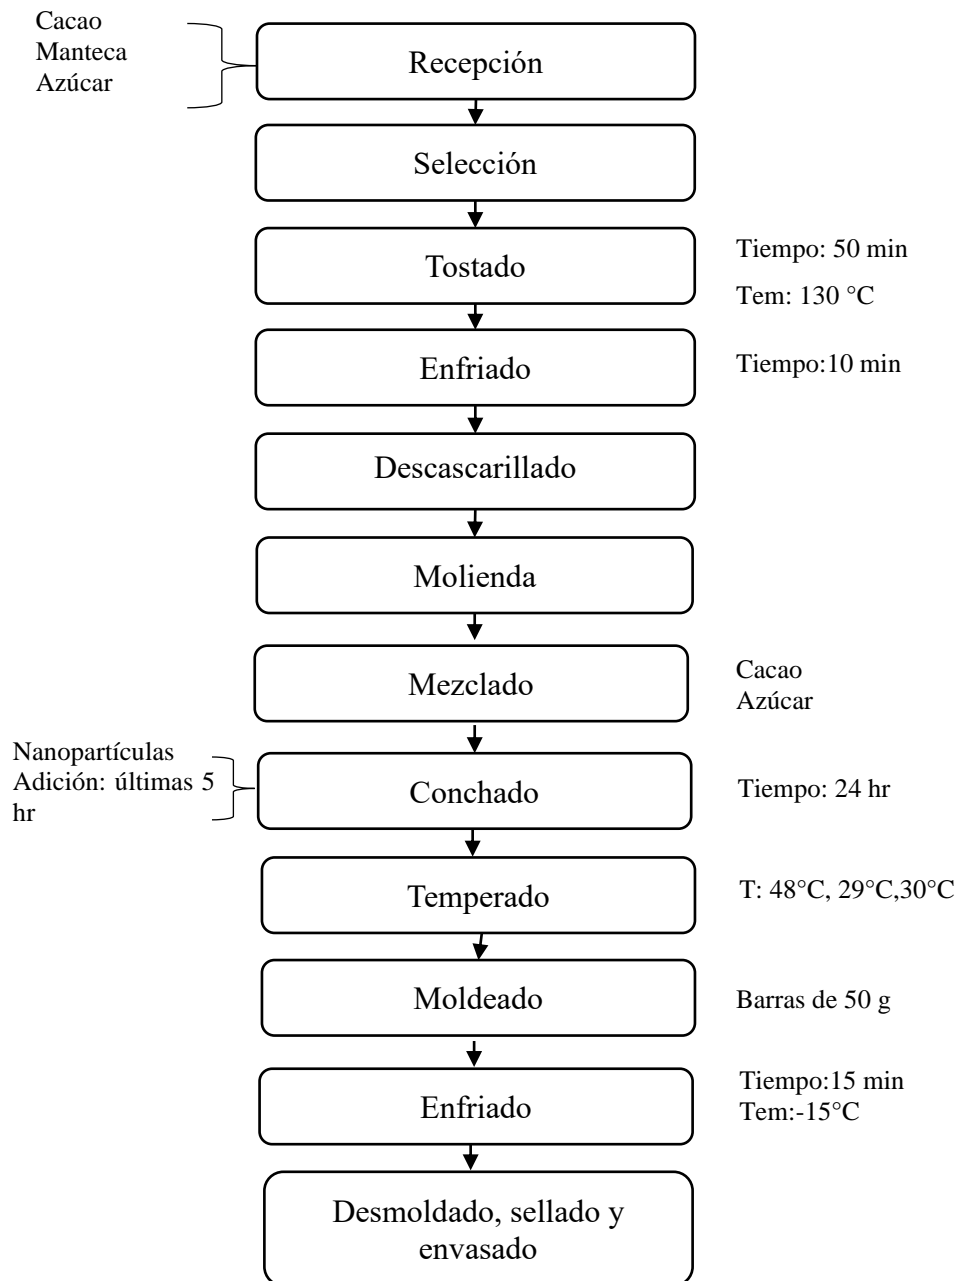 Cacao
Manteca
Azúcar
Recepción
Selección
Tostado
Tiempo: 50 min
Tem: 130 °C
Enfriado
Tiempo:10 min
Descascarillado
Molienda
Mezclado
Cacao
Azúcar
Nanopartículas
Adición: últimas 5
hr
Conchado
Tiempo: 24 hr
Temperado
T: 48°C, 29°C,30°C
Moldeado
Barras de 50 g
Enfriado
Tiempo:15 min
Tem:-15°C
Desmoldado, sellado y
envasado